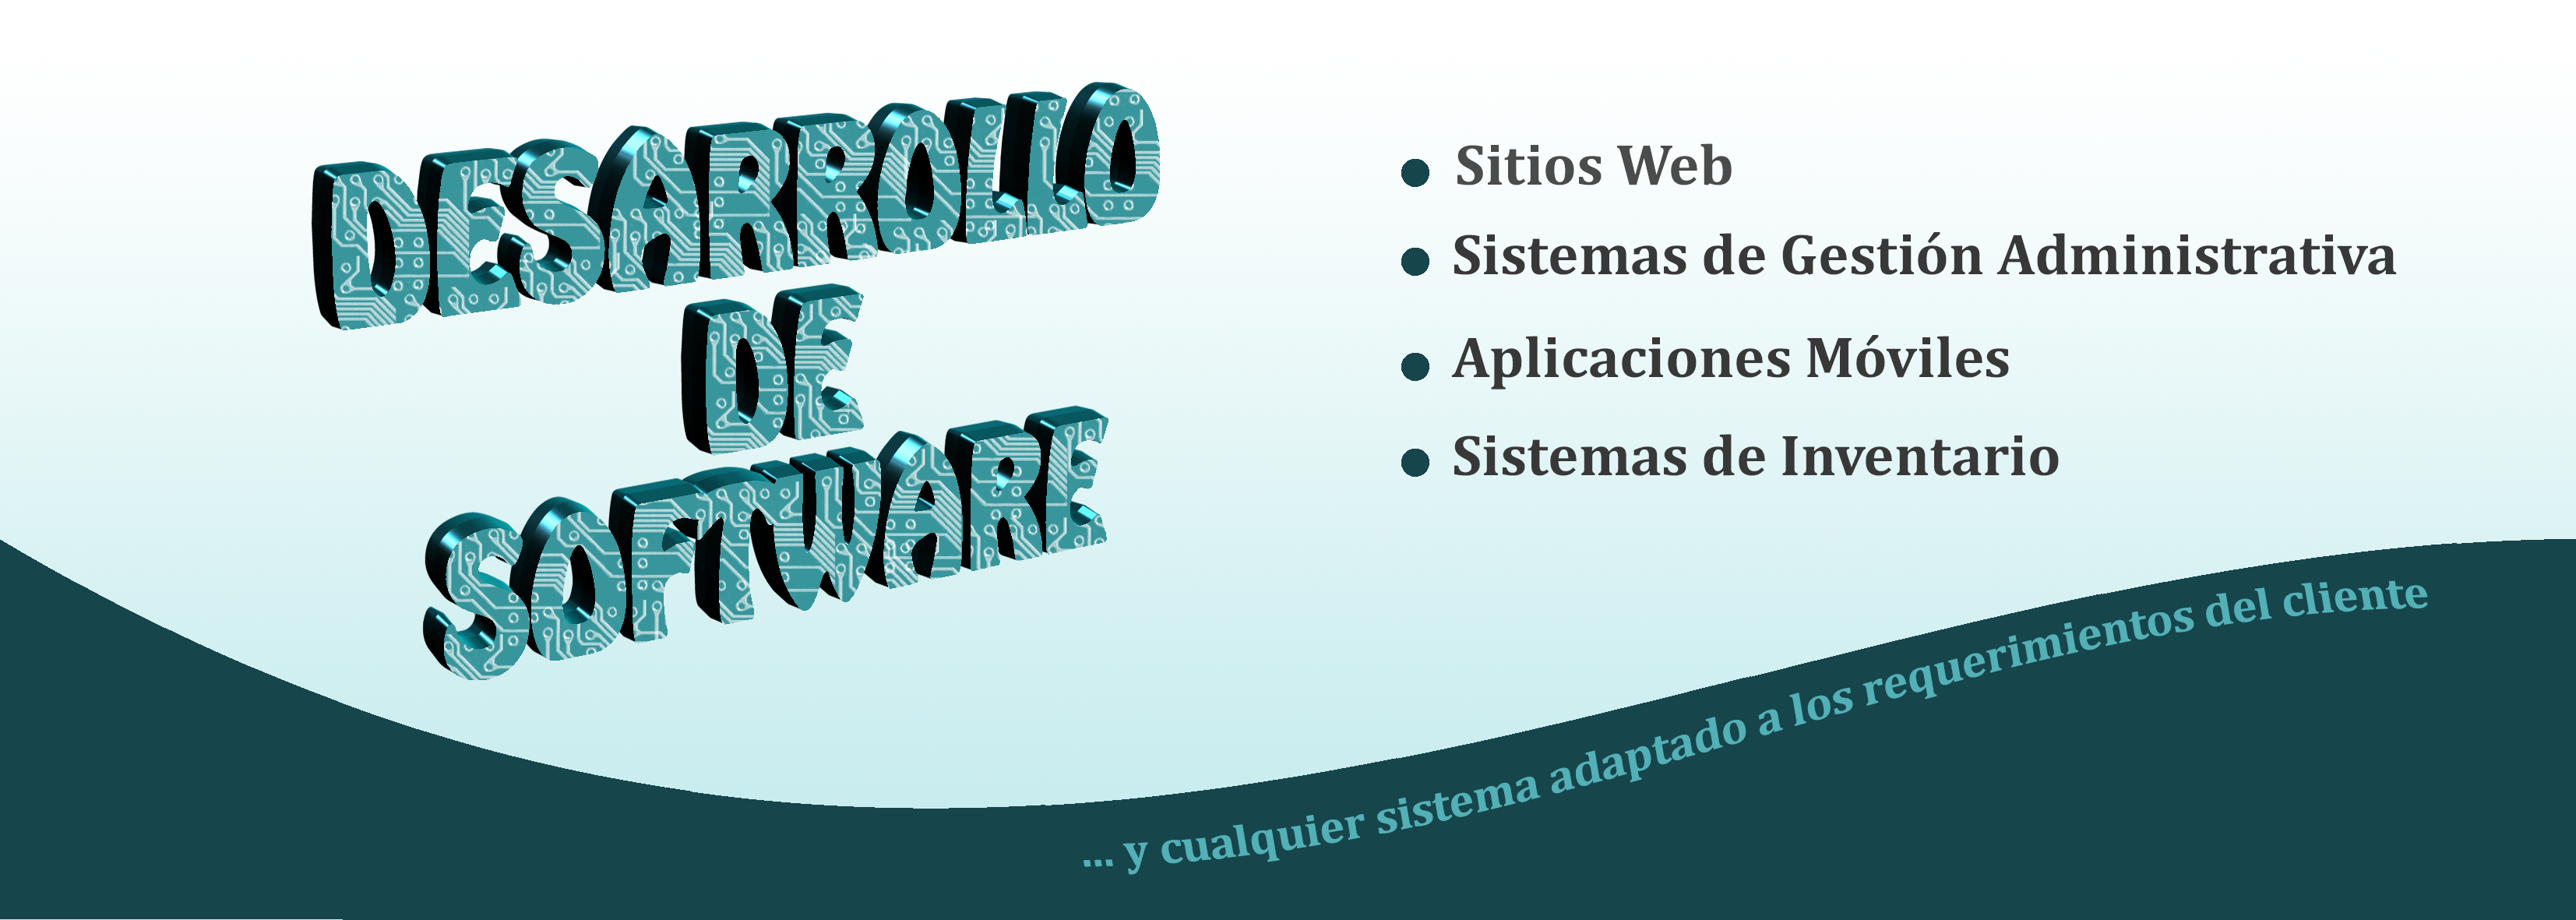 DESARROLLO
DE
SOFTWARE
Sitios Web
Sistemas de Gestión Administrativa
Aplicaciones Móviles
Sistemas de Inventario
... y cualquier sistema adaptado a los requerimientos del cliente